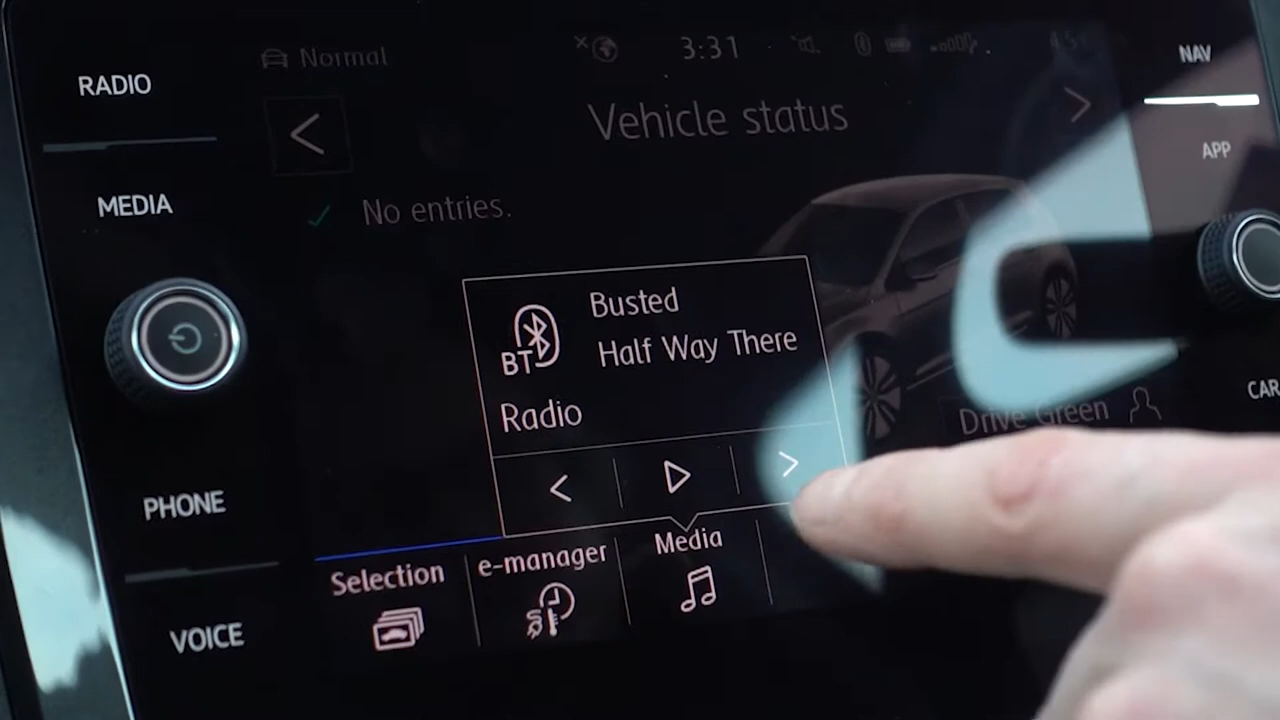 RADIO
MEDIA
PHONE
VOICE
Normal
3:31
Vehicle status
No entries.
BT
Busted
Half Way There
Radio
Drive Green
Selection
e-manager
Media
NAV
APP
CAR